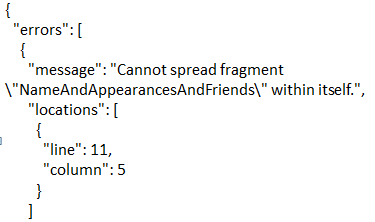 {
"errors": [
{
"message": "Cannot spread fragment
\"NameAndAppearancesAndFriends\" within itself.",
"locations": [
{
"line": 11,
"column": 5
}
]